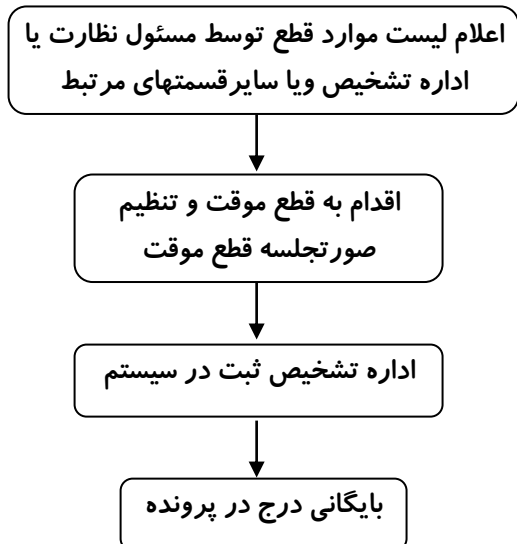 اعلام لیست موارد قطع توسط مسئول نظارت یا
اداره تشخیص ویا سایرقسمتهای مرتبط
اقدام به قطع موقت و تنظیم
صورتجلسه قطع موقت
اداره تشخیص ثبت در سیستم
بایگانی درج در پرونده